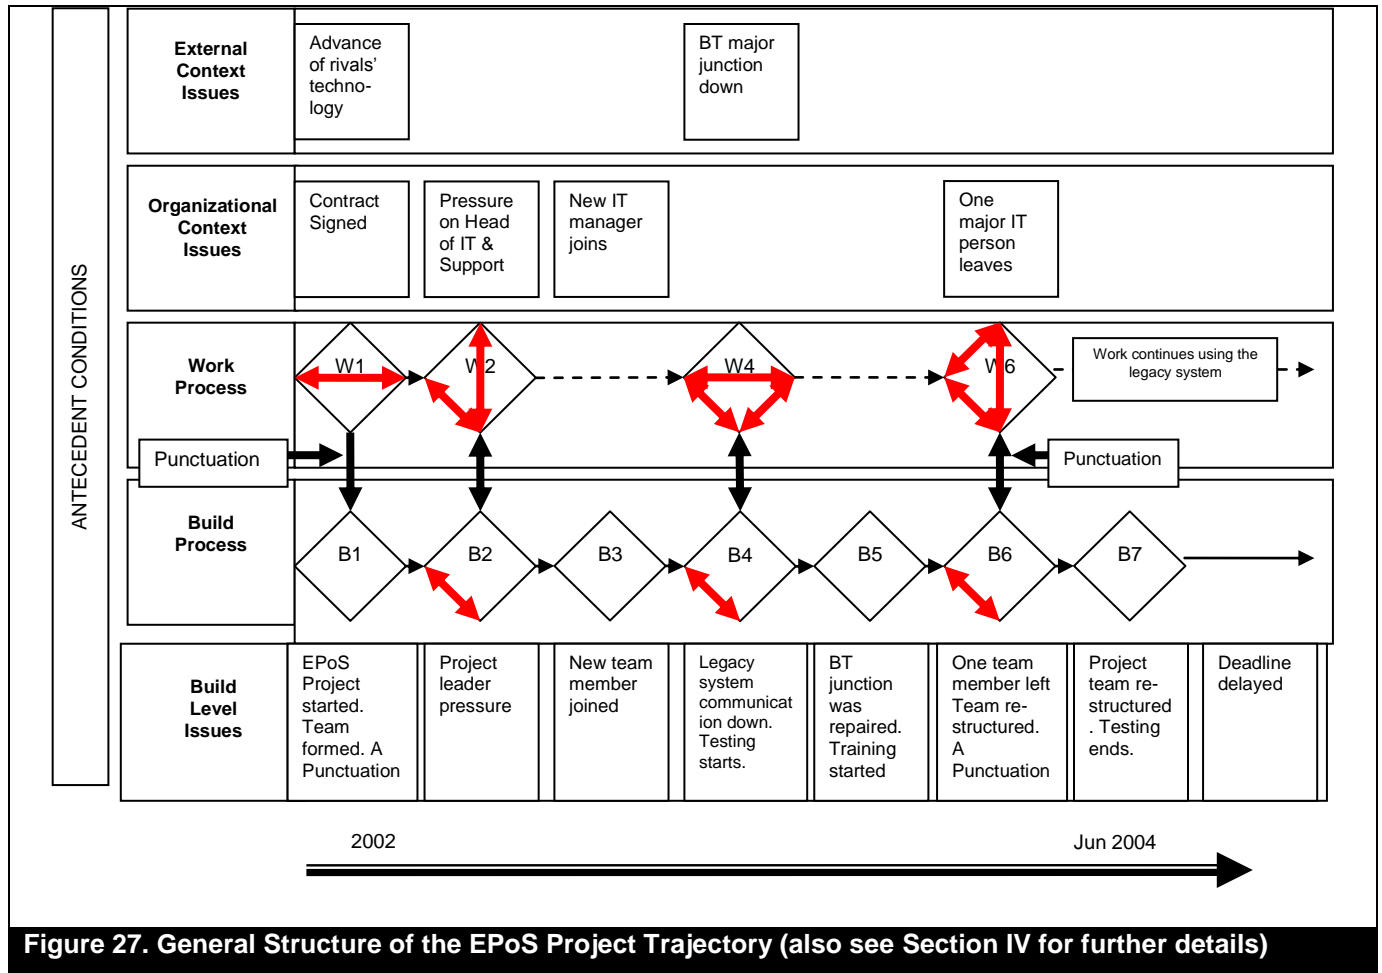 ANTECEDENT CONDITIONS
External
Context
Issues
Advance
of rivals'
techno-
logy
BT major
junction
down
Organizational
Context
Issues
Contract
Signed
Pressure
on Head
of IT &
Support
New IT
manager
joins
One
major IT
person
leaves
Work
Process
W1
W2
W4
W6
Work continues using the
legacy system
Punctuation
Punctuation
Build
Process
B1
B2
B3
B4
B5
B6
B7
Build
Level
Issues
EPoS
Project
started.
Team
formed. A
Punctuation
Project
leader
pressure
New team
member
joined
Legacy
system
communicat
ion down.
Testing
starts.
BT
junction
was
repaired.
Training
started
One team
member left
Team re-
structured.
A
Punctuation
Project
team re-
structured
. Testing
ends.
Deadline
delayed
2002
Jun 2004
Figure 27. General Structure of the EPoS Project Trajectory (also see Section IV for further details)